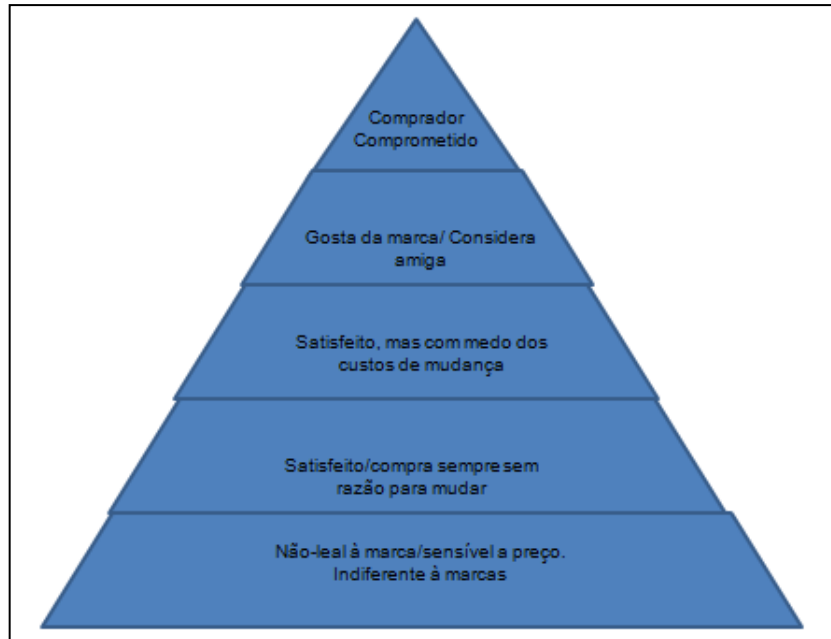 Comprador
Comprometido
Gosta da marca/ Considera
amiga
Satisfeito, mas com medo dos
custos de mudança
Satisfeito/compra sempre sem
razão para mudar
Não-leal à marca/sensível a preço.
Indiferente à marcas